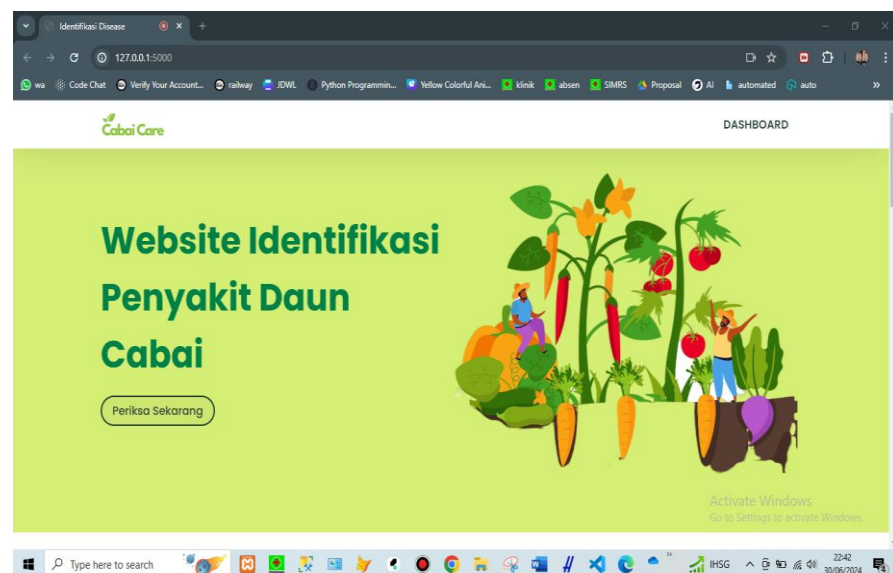 Identifikasi Disease
127.0.0.1:5000
wa
Code Chat
Verify Your Account...
railway
JDWL
Python Programmin...
Yellow Colorful Ani...
klinik
absen
SIMRS
Proposal
AI
automated
auto
Cabai Care
DASHBOARD
Website Identifikasi
Penyakit Daun
Cabai
Periksa Sekarang
Activate Windows
Go to Settings to activate Windows.
Type here to search
IHSG
22:42
30/06/2024